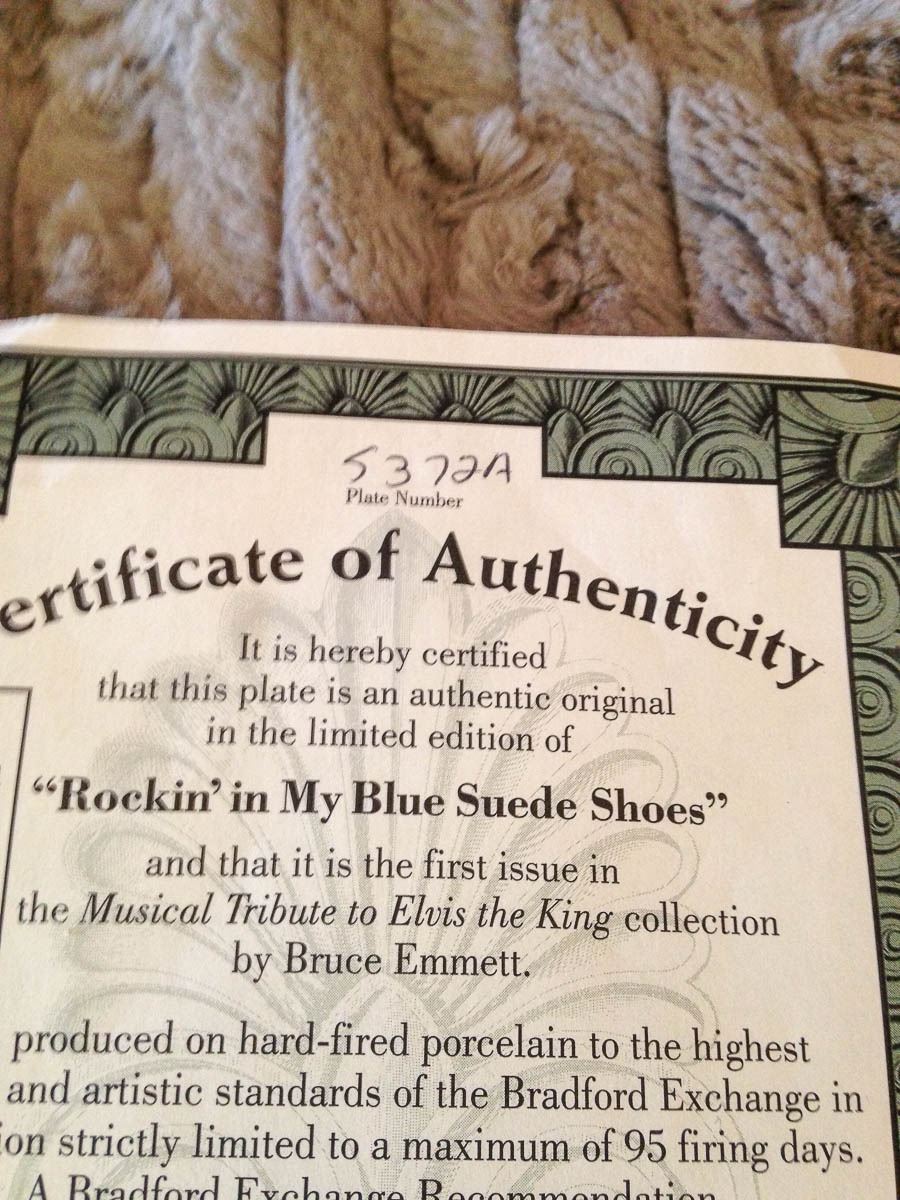 5372A
Plate Number
ertificate of Authenticity
It is hereby certified
that this plate is an authentic original
in the limited edition of
“Rockin’ in My Blue Suede Shoes”
and that it is the first issue in
the Musical Tribute to Elvis the King collection
by Bruce Emmett.
produced on hard-fired porcelain to the highest
and artistic standards of the Bradford Exchange in
ion strictly limited to a maximum of 95 firing days.
A Bradford Exchange Recommendation